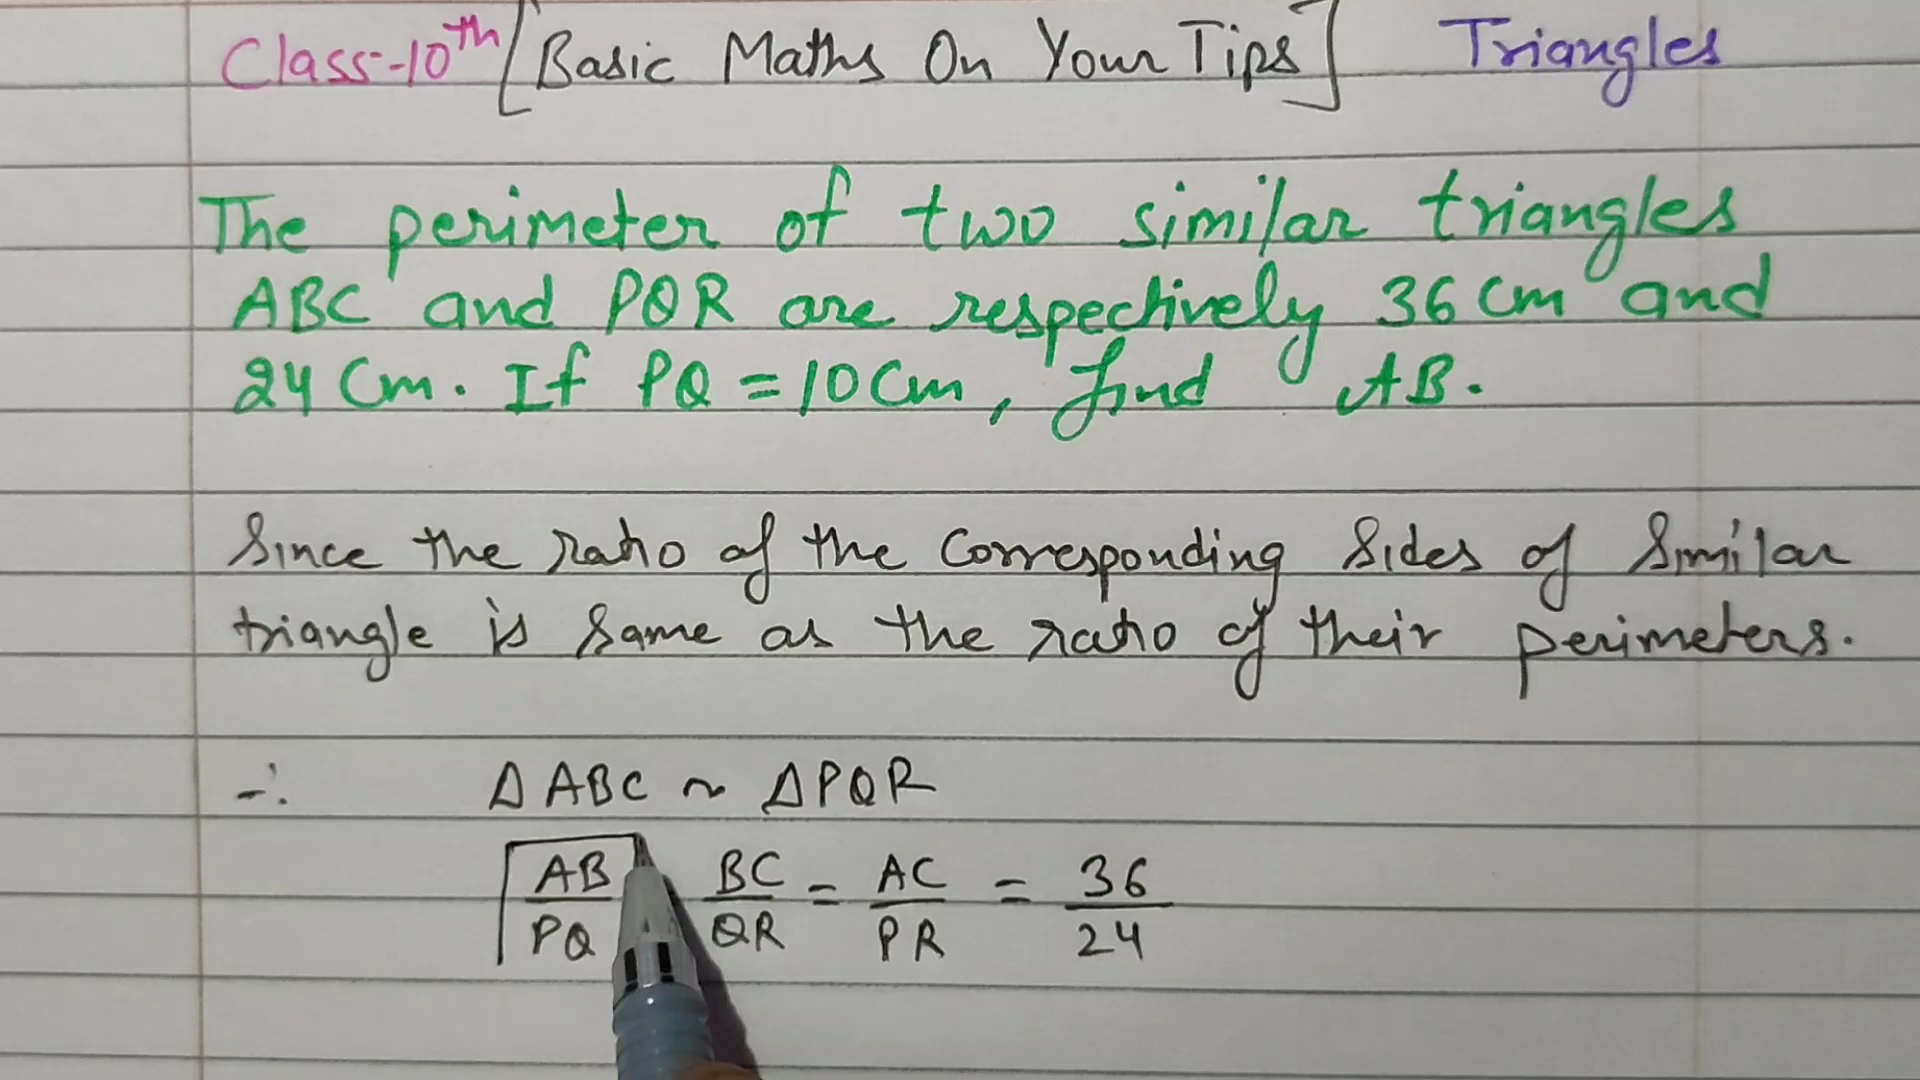 Class-10th [Basic Maths On Your Tips] Triangles
The perimeter of two similar triangles
ABC and PQR are respectively 36 cm and
24 Cm. If PQ = 10 Cm, find AB.
Since the ratio of the Corresponding Sides of Similar
triangle is same as the ratio of their perimeters.
∴ Δ ABC ~ ΔPQR
AB/PQ BC/QR = AC/PR = 36/24